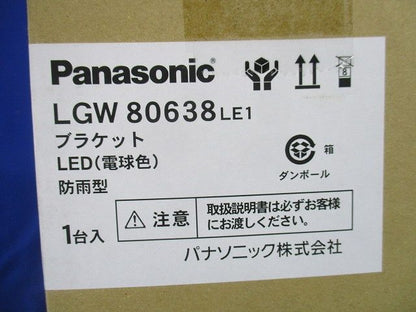 Panasonic®
LGW 80638 LE1
ブラケット
LED(電球色)
防雨型
箱
ダンボール
1台入
注意
取扱説明書は必ずお客様
にお渡しください。
パナソニック株式会社
8